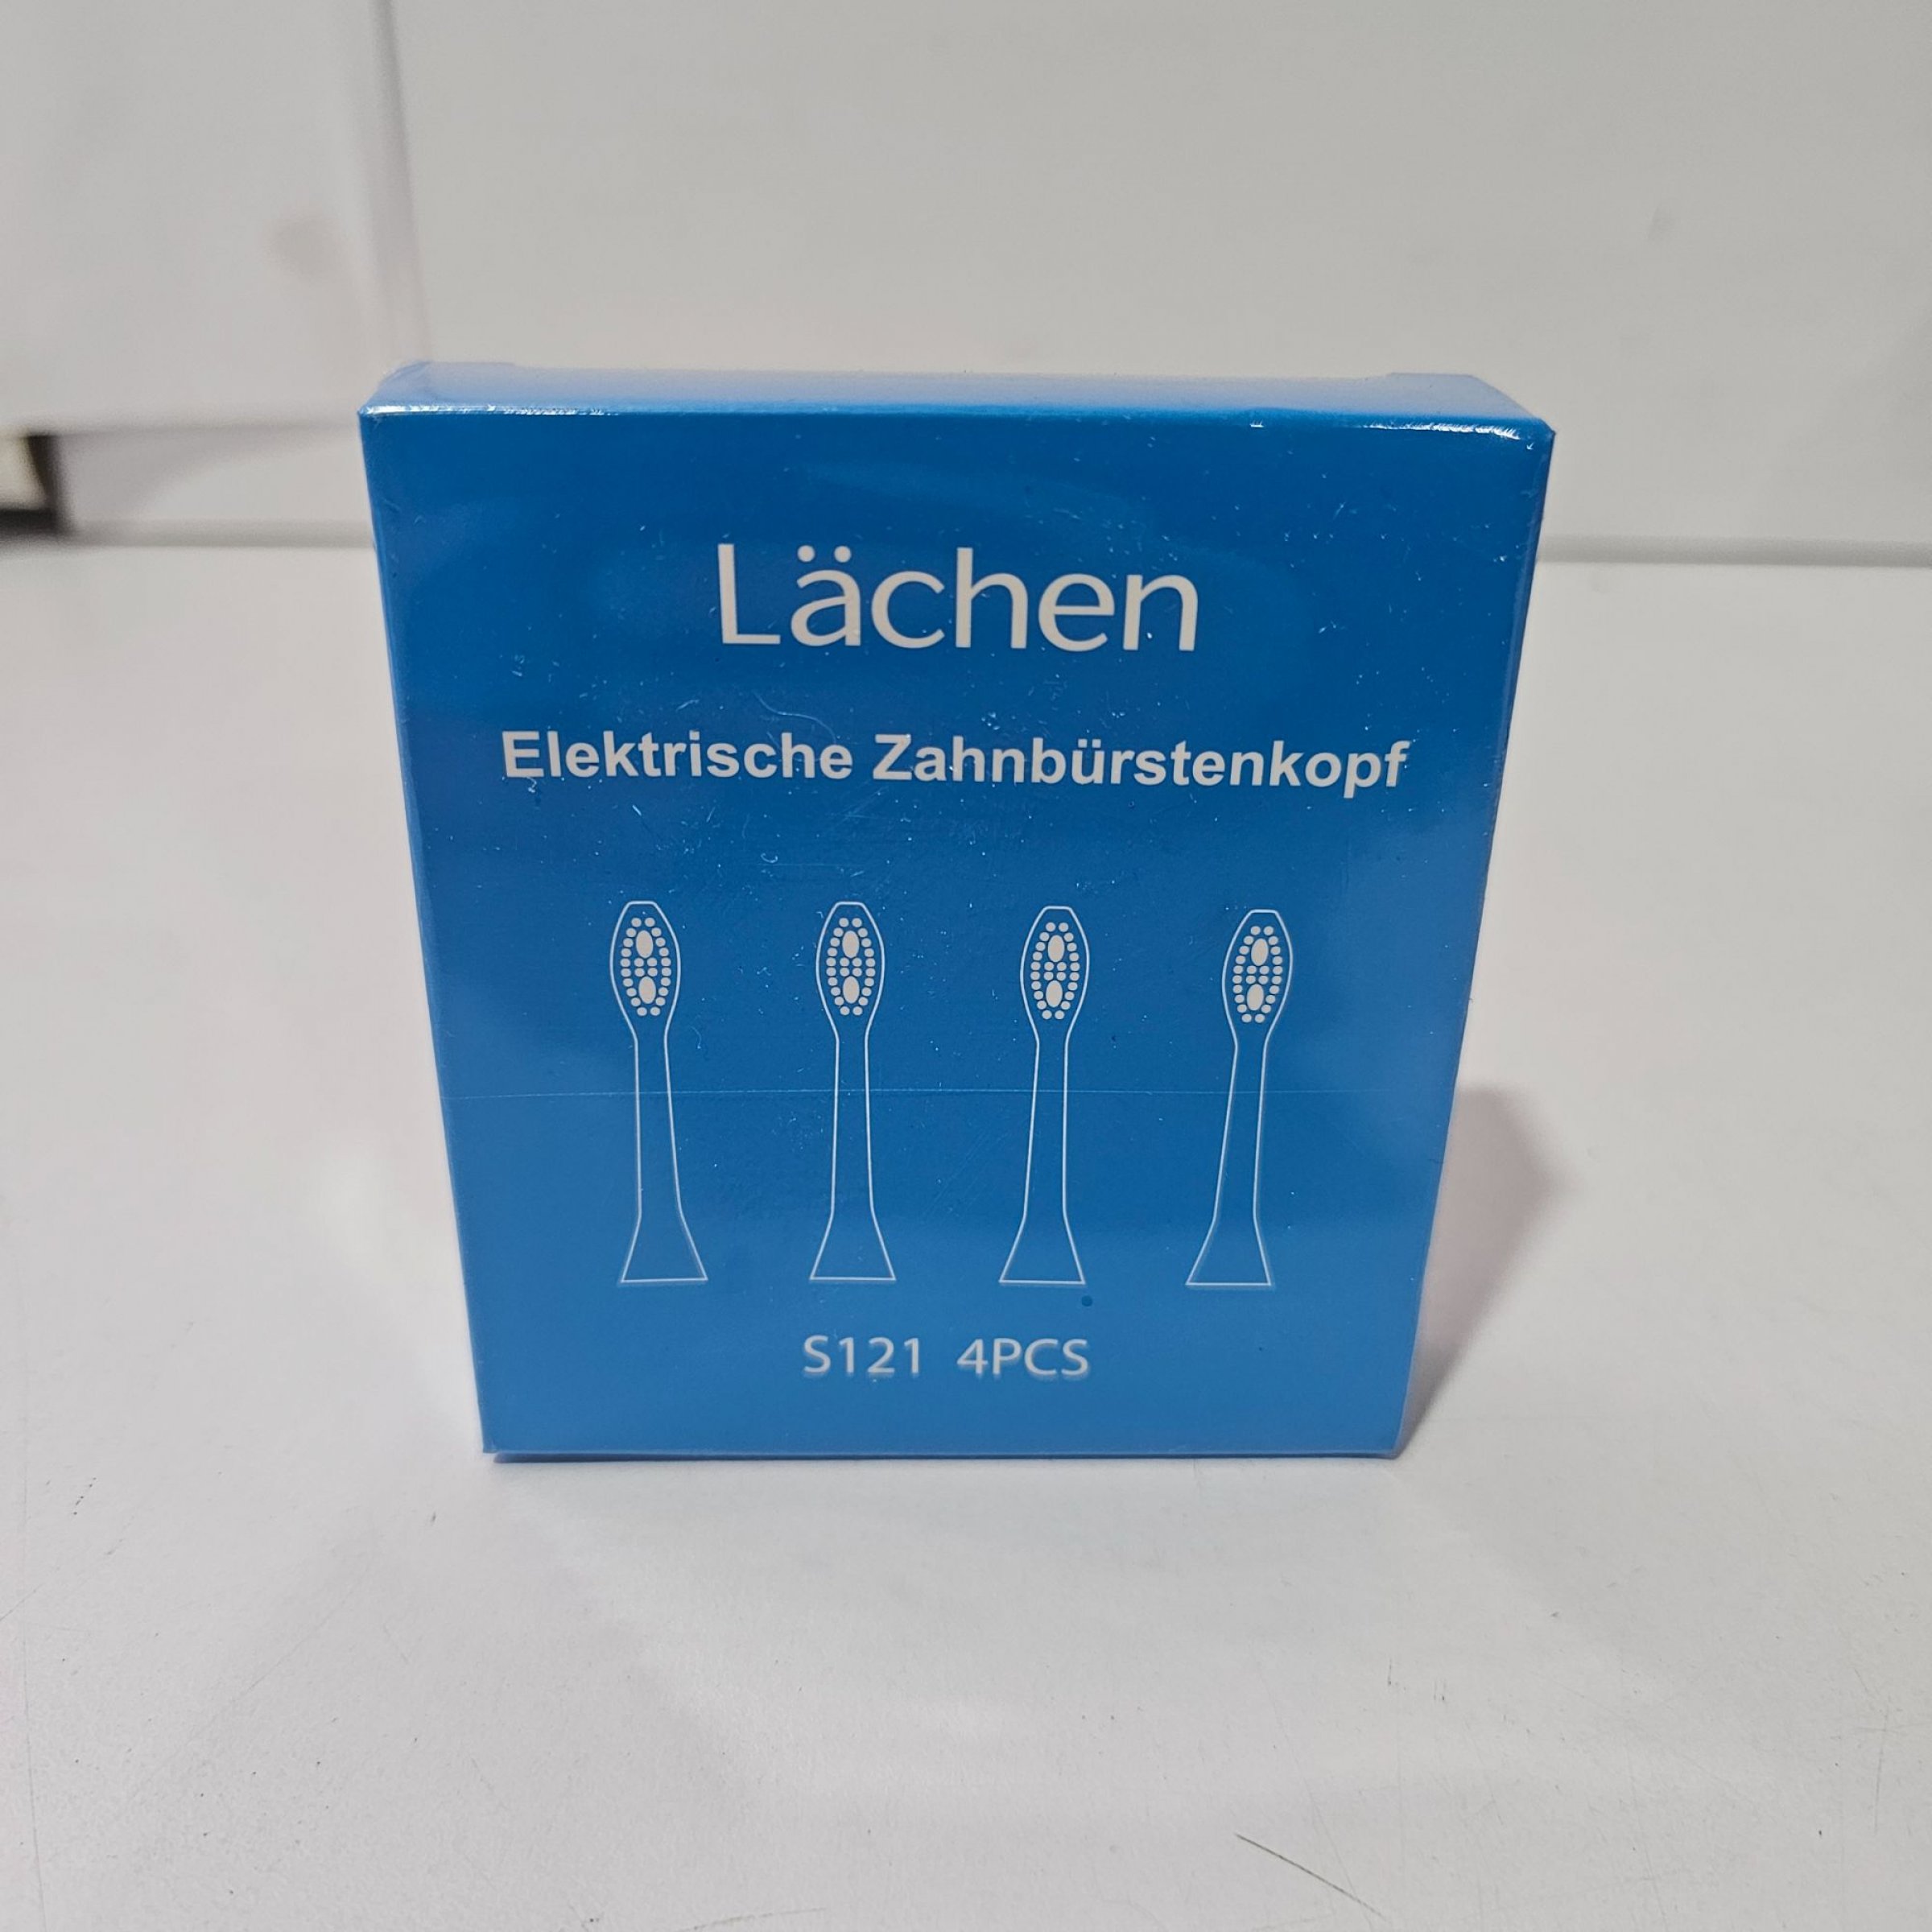 Lächen
Elektrische Zahnbürstenkopf
S121 4PCS